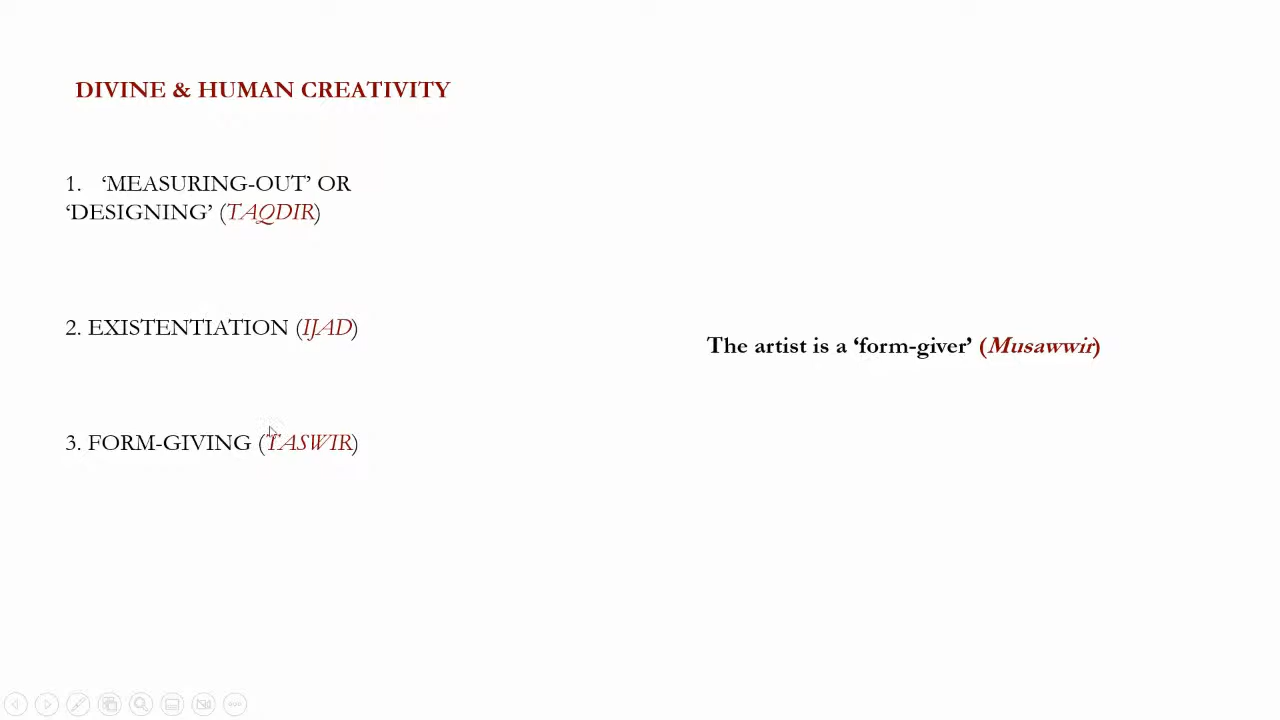 DIVINE & HUMAN CREATIVITY
1. ‘MEASURING-OUT’ OR
‘DESIGNING’ (TAQDIR)
2. EXISTENTIATION (IJAD)
The artist is a ‘form-giver’ (Musawwir)
3. FORM-GIVING (TASWIR)